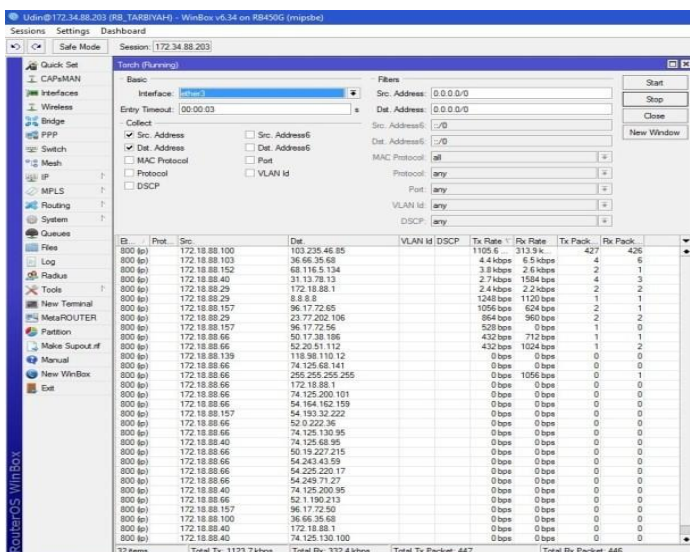 Udin@172.34.88.203 (RB_TARBIYAH) - WinBox v6.34 on RB450G (mipsbe)
Sessions Settings Dashboard
Safe Mode Session: 172.34.88.203
Quick Set
CAPsMAN
Interfaces
Wireless
Bridge
PPP
Switch
Mesh
IP
MPLS
Routing
System
Queues
Files
Log
Radius
Tools
New Terminal
MetaROUTER
Partition
Make Supout.rif
Manual
New WinBox
Exit
RouterOS WinBox
Torch (Running)
Basic
Interface: ether3
Entry Timeout: 00:00:03 s
Collect
Src. Address Src. Address6
Dst. Address Dst. Address6
MAC Protocol Port
Protocol VLAN Id
DSCP
Filters
Src. Address: 0.0.0.0/0
Dst. Address: 0.0.0.0/0
Src. Address6: ::/0
Dst. Address6: ::/0
MAC Protocol: all
Protocol: any
Port: any
VLAN Id: any
DSCP: any
Start
Stop
Close
New Window
Et... Prot... Src. Dst. VLAN Id DSCP Tx Rate Rx Rate Tx Pack... Rx Pack...
800 (ip) 172.18.88.100 103.235.46.85 1105.6 ... 313.9 k... 427 426
800 (ip) 172.18.88.103 36.66.35.68 4.4 kbps 6.5 kbps 4 6
800 (ip) 172.18.88.152 68.116.5.134 3.8 kbps 2.6 kbps 2 1
800 (ip) 172.18.88.40 31.13.78.13 2.7 kbps 1584 bps 4 3
800 (ip) 172.18.88.29 172.18.88.1 2.4 kbps 2.2 kbps 2 2
800 (ip) 172.18.88.29 8.8.8.8 1248 bps 1120 bps 1 1
800 (ip) 172.18.88.157 96.17.72.65 1056 bps 624 bps 2 1
800 (ip) 172.18.88.29 23.77.202.106 864 bps 960 bps 2 2
800 (ip) 172.18.88.157 96.17.72.56 528 bps 0 bps 1 0
800 (ip) 172.18.88.66 50.17.38.186 432 bps 712 bps 1 1
800 (ip) 172.18.88.66 52.20.51.112 432 bps 1024 bps 1 2
800 (ip) 172.18.88.139 118.98.110.12 0 bps 0 bps 0 0
800 (ip) 172.18.88.66 74.125.68.141 0 bps 0 bps 0 0
800 (ip) 172.18.88.66 255.255.255.255 0 bps 1056 bps 0 1
800 (ip) 172.18.88.66 172.18.88.1 0 bps 0 bps 0 0
800 (ip) 172.18.88.66 74.125.200.101 0 bps 0 bps 0 0
800 (ip) 172.18.88.66 54.164.162.159 0 bps 0 bps 0 0
800 (ip) 172.18.88.157 54.193.32.222 0 bps 0 bps 0 0
800 (ip) 172.18.88.66 52.0.222.36 0 bps 0 bps 0 0
800 (ip) 172.18.88.66 74.125.130.95 0 bps 0 bps 0 0
800 (ip) 172.18.88.40 74.125.68.95 0 bps 0 bps 0 0
800 (ip) 172.18.88.66 50.19.227.215 0 bps 0 bps 0 0
800 (ip) 172.18.88.66 54.243.43.59 0 bps 0 bps 0 0
800 (ip) 172.18.88.66 54.225.220.17 0 bps 0 bps 0 0
800 (ip) 172.18.88.66 54.249.71.27 0 bps 0 bps 0 0
800 (ip) 172.18.88.40 74.125.200.95 0 bps 0 bps 0 0
800 (ip) 172.18.88.66 52.1.190.213 0 bps 0 bps 0 0
800 (ip) 172.18.88.157 96.17.72.50 0 bps 0 bps 0 0
800 (ip) 172.18.88.100 36.66.35.68 0 bps 0 bps 0 0
800 (ip) 172.18.88.40 172.18.88.1 0 bps 0 bps 0 0
800 (ip) 172.18.88.40 74.125.130.100 0 bps 0 bps 0 0
32 items Total Tx: 1123.7 kbps Total Rx: 332.4 kbps Total Tx Packet: 447 Total Rx Packet: 446